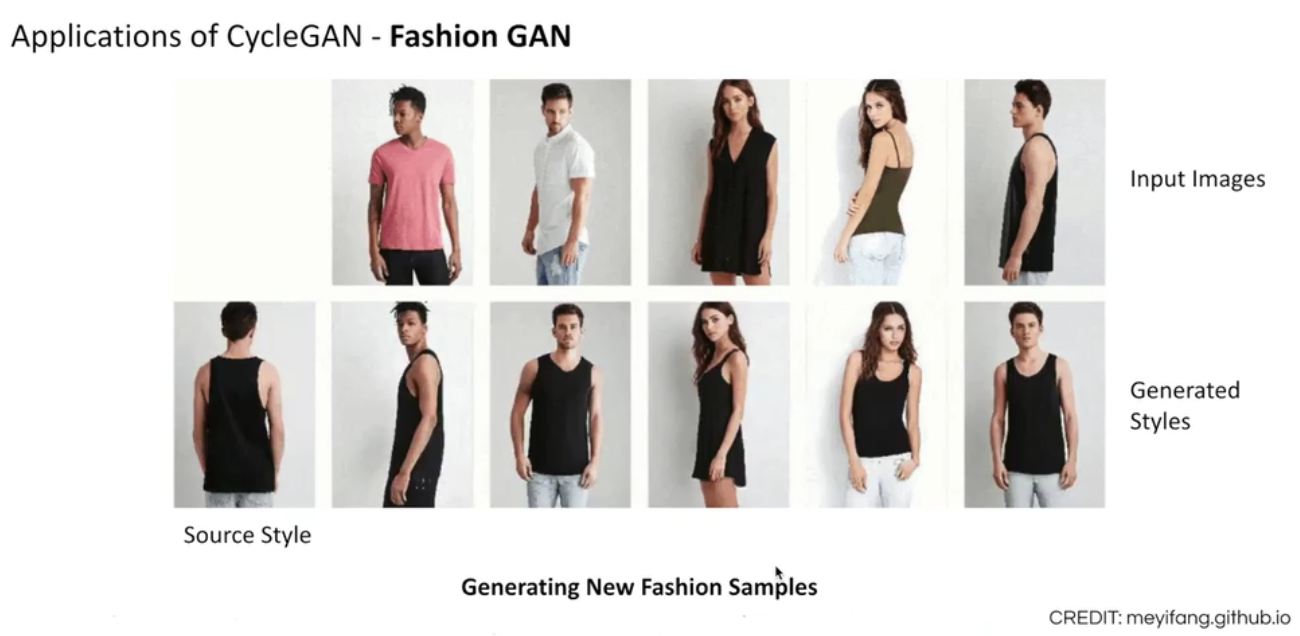 Applications of CycleGAN - Fashion GAN
Input Images
Generated
Styles
Source Style
Generating New Fashion Samples
CREDIT: meyifang.github.io